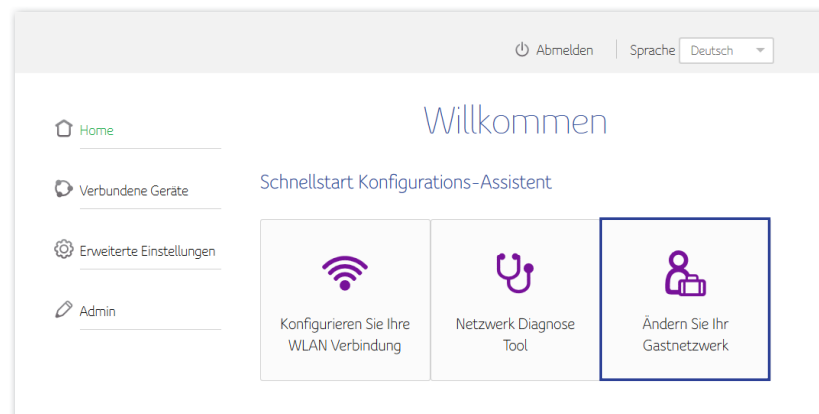 Abmelden
Sprache
Deutsch
Home
Verbundene Geräte
Erweiterte Einstellungen
Admin
Willkommen
Schnellstart Konfigurations-Assistent
Konfigurieren Sie Ihre
WLAN Verbindung
Netzwerk Diagnose
Tool
Ändern Sie Ihr
Gastnetzwerk